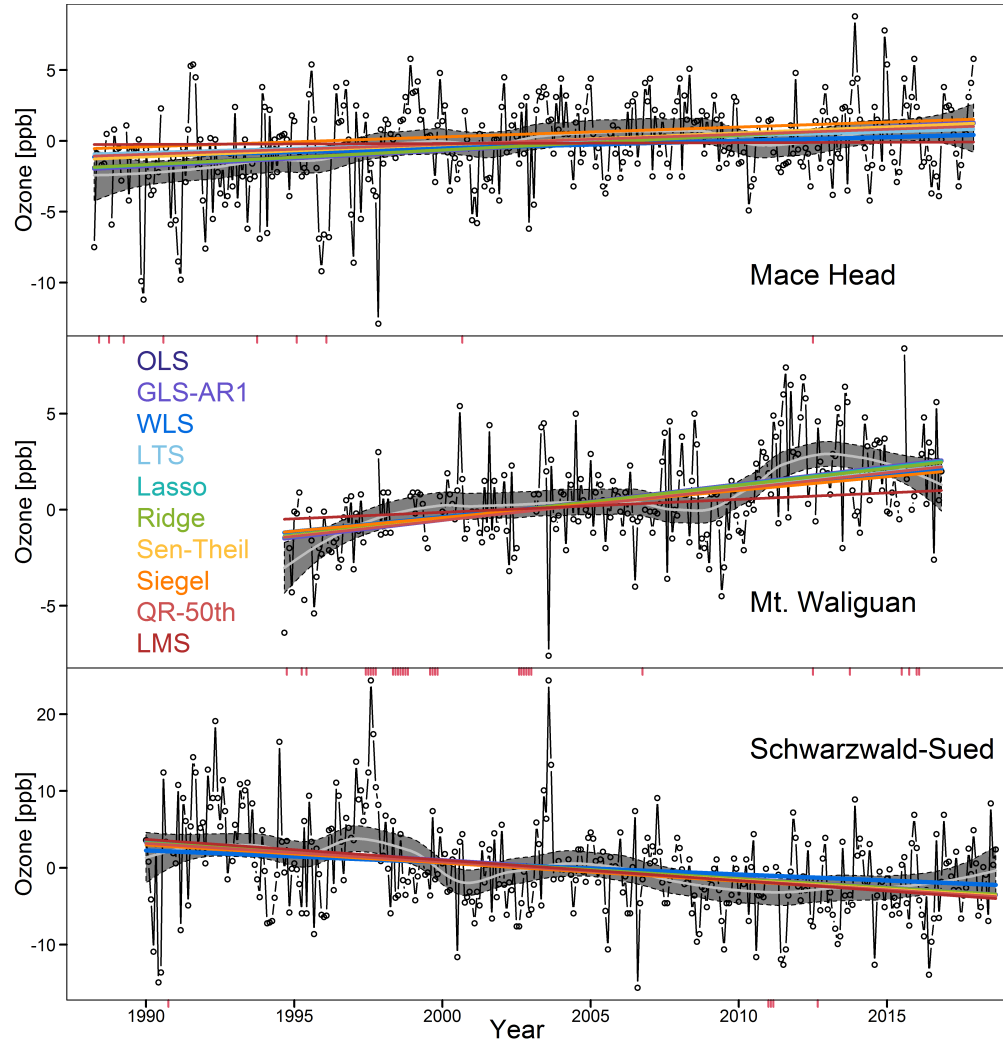 Ozone [ppb]
5
0
-5
-10
Mace Head
OLS
GLS-AR1
WLS
LTS
Lasso
Ridge
Sen-Theil
Siegel
QR-50th
LMS
Ozone [ppb]
5
0
-5
Mt. Waliguan
Ozone [ppb]
20
10
0
-10
Schwarzwald-Sued
1990 1995 2000 2005 2010 2015
Year